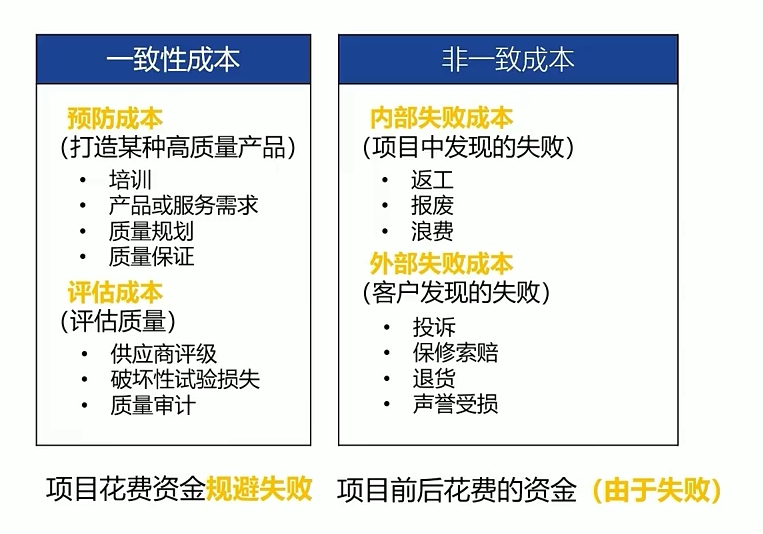 一致性成本
预防成本
（打造某种高质量产品）
• 培训
• 产品或服务需求
• 质量规划
• 质量保证
评估成本
（评估质量）
• 供应商评级
• 破坏性试验损失
• 质量审计
项目花费资金规避失败
非一致成本
内部失败成本
（项目中发现的失败）
• 返工
• 报废
• 浪费
外部失败成本
（客户发现的失败）
• 投诉
• 保修索赔
• 退货
• 声誉受损
项目前后花费的资金（由于失败）